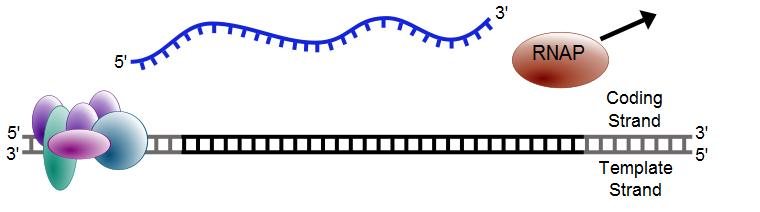 3'
5'
RNAP
Coding
Strand
5'
3'
3'
5'
Template
Strand